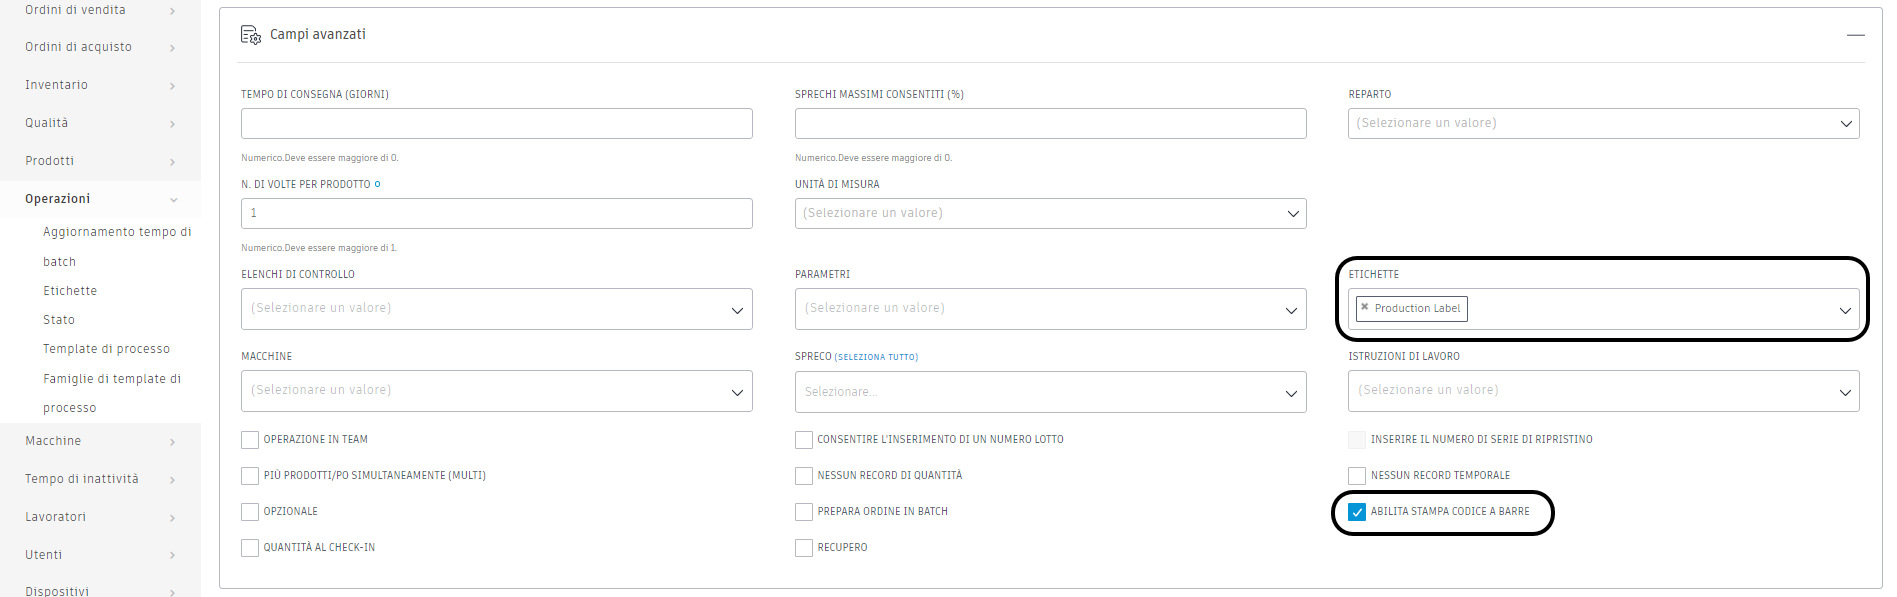 Ordini di vendita
Ordini di acquisto
Inventario
Qualità
Prodotti
Operazioni
Aggiornamento tempo di
batch
Etichette
Stato
Template di processo
Famiglie di template di
processo
Macchine
Tempo di inattività
Lavoratori
Utenti
Dispositivi
Campi avanzati
TEMPO DI CONSEGNA (GIORNI)
SPRECHI MASSIMI CONSENTITI (%)
REPARTO
(Selezionare un valore)
Numerico.Deve essere maggiore di 0.
Numerico.Deve essere maggiore di 0.
N. DI VOLTE PER PRODOTTO
UNITÀ DI MISURA
1
(Selezionare un valore)
Numerico.Deve essere maggiore di 1.
ELENCHI DI CONTROLLO
PARAMETRI
ETICHETTE
(Selezionare un valore)
(Selezionare un valore)
Production Label
MACCHINE
SPRECO (SELEZIONA TUTTO)
ISTRUZIONI DI LAVORO
(Selezionare un valore)
Selezionare...
(Selezionare un valore)
OPERAZIONE IN TEAM
CONSENTIRE L'INSERIMENTO DI UN NUMERO LOTTO
INSERIRE IL NUMERO DI SERIE DI RIPRISTINO
PIÙ PRODOTTI/PO SIMULTANEAMENTE (MULTI)
NESSUN RECORD DI QUANTITÀ
NESSUN RECORD TEMPORALE
OPZIONALE
PREPARA ORDINE IN BATCH
ABILITA STAMPA CODICE A BARRE
QUANTITÀ AL CHECK-IN
RECUPERO